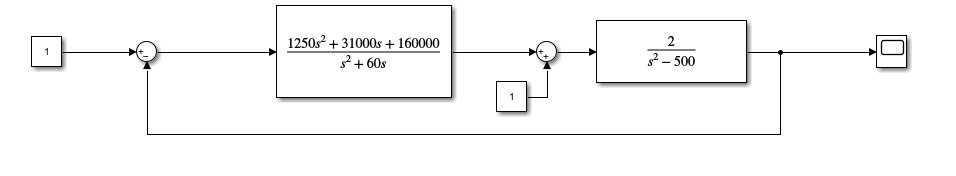 1
+
−
1250s² + 31000s + 160000
s² + 60s
+
+
1
2
s² − 500